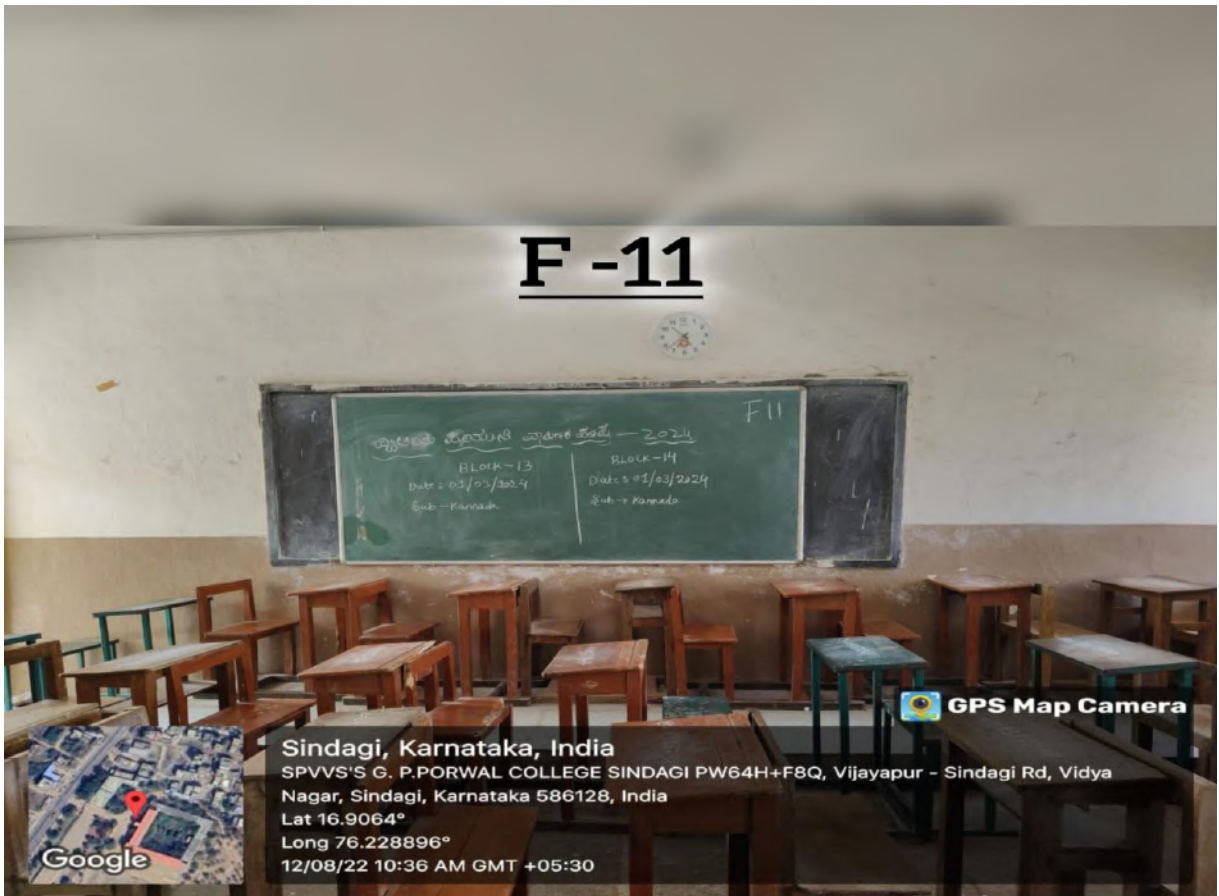 F -11
F11
ದ್ವಿತೀಯ ಪಿಯುಸಿ ವಾರ್ಷಿಕ ಪರೀಕ್ಷೆ — 2024
BLOCK-13
Date: 01/03/2024
Sub - Kannada
BLOCK-14
Date: 01/03/2024
Sub → Kannada
GPS Map Camera
Sindagi, Karnataka, India
SPVVS'S G. P.PORWAL COLLEGE SINDAGI PW64H+F8Q, Vijayapur - Sindagi Rd, Vidya
Nagar, Sindagi, Karnataka 586128, India
Lat 16.9064°
Long 76.228896°
12/08/22 10:36 AM GMT +05:30
Google